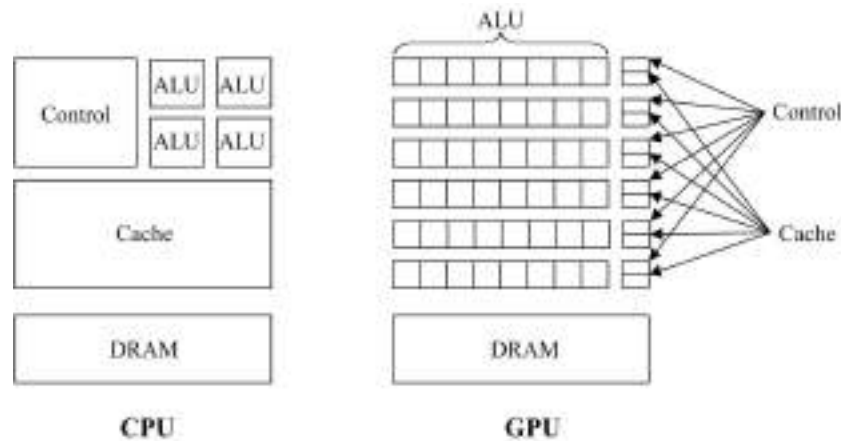 ALU
Control
ALU ALU
ALU ALU
Cache
DRAM
CPU
Control
Cache
DRAM
GPU